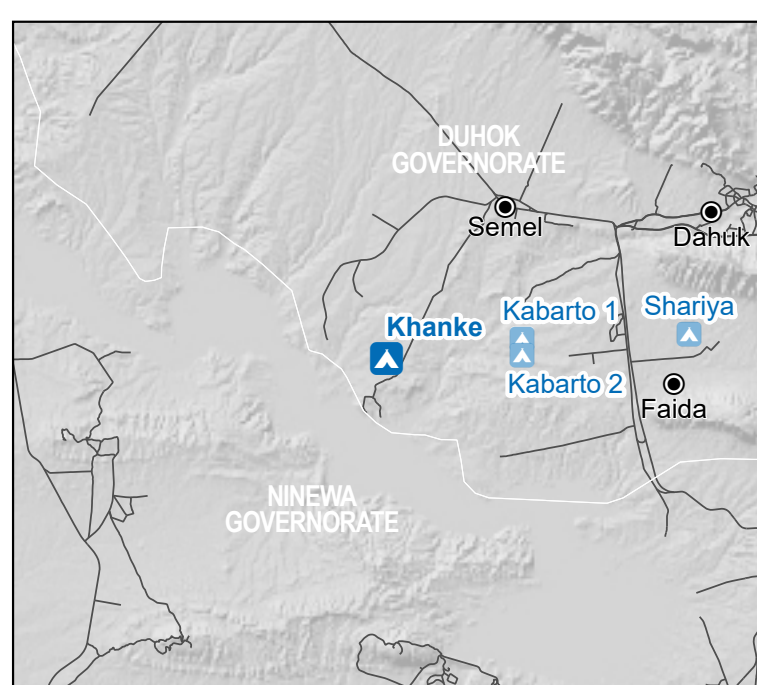 DUHOK
GOVERNORATE
Semel
Dahuk
Khanke
Kabarto 1
Shariya
Kabarto 2
Faida
NINEWA
GOVERNORATE